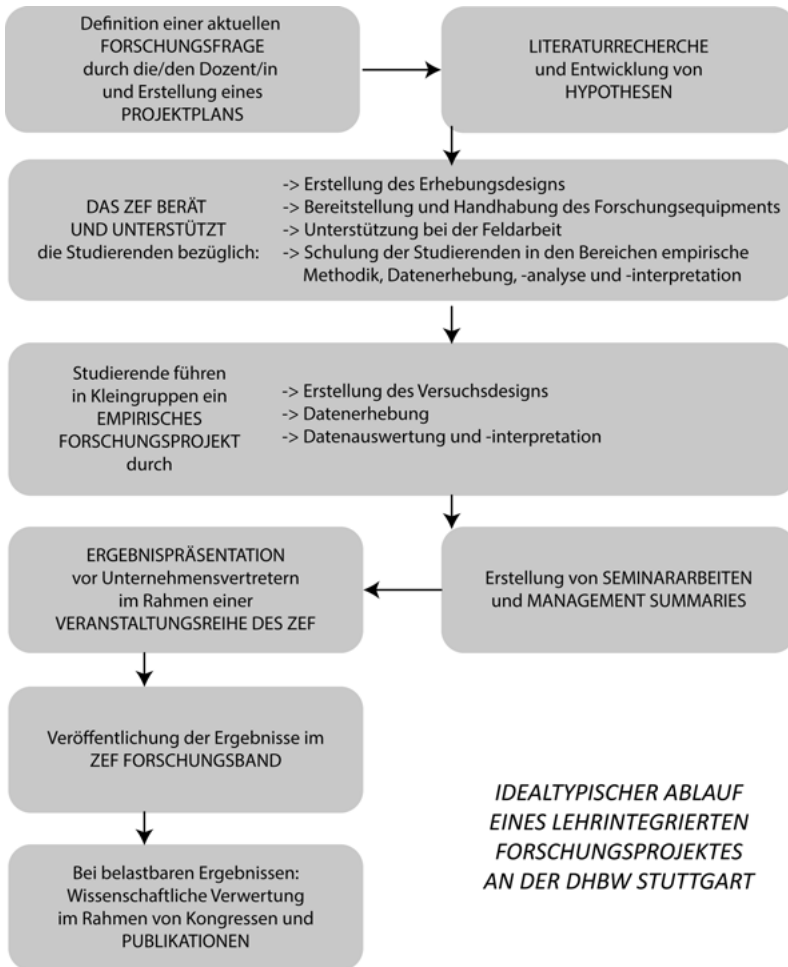 Definition einer aktuellen
FORSCHUNGSFRAGE
durch die/den Dozent/in
und Erstellung eines
PROJEKTPLANS
LITERATURRECHERCHE
und Entwicklung von
HYPOTHESEN
DAS ZEF BERÄT
UND UNTERSTÜTZT
die Studierenden bezüglich:
-> Erstellung des Erhebungsdesigns
-> Bereitstellung und Handhabung des Forschungsequipments
-> Unterstützung bei der Feldarbeit
-> Schulung der Studierenden in den Bereichen empirische
Methodik, Datenerhebung, -analyse und -interpretation
Studierende führen
in Kleingruppen ein
EMPIRISCHES
FORSCHUNGSPROJEKT
durch
-> Erstellung des Versuchsdesigns
-> Datenerhebung
-> Datenauswertung und -interpretation
Erstellung von SEMINARARBEITEN
und MANAGEMENT SUMMARIES
ERGEBNISPRÄSENTATION
vor Unternehmensvertretern
im Rahmen einer
VERANSTALTUNGSREIHE DES ZEF
Veröffentlichung der Ergebnisse im
ZEF FORSCHUNGSBAND
Bei belastbaren Ergebnissen:
Wissenschaftliche Verwertung
im Rahmen von Kongressen und
PUBLIKATIONEN
IDEALTYPISCHER ABLAUF
EINES LEHRINTEGRIERTEN
FORSCHUNGSPROJEKTES
AN DER DHBW STUTTGART